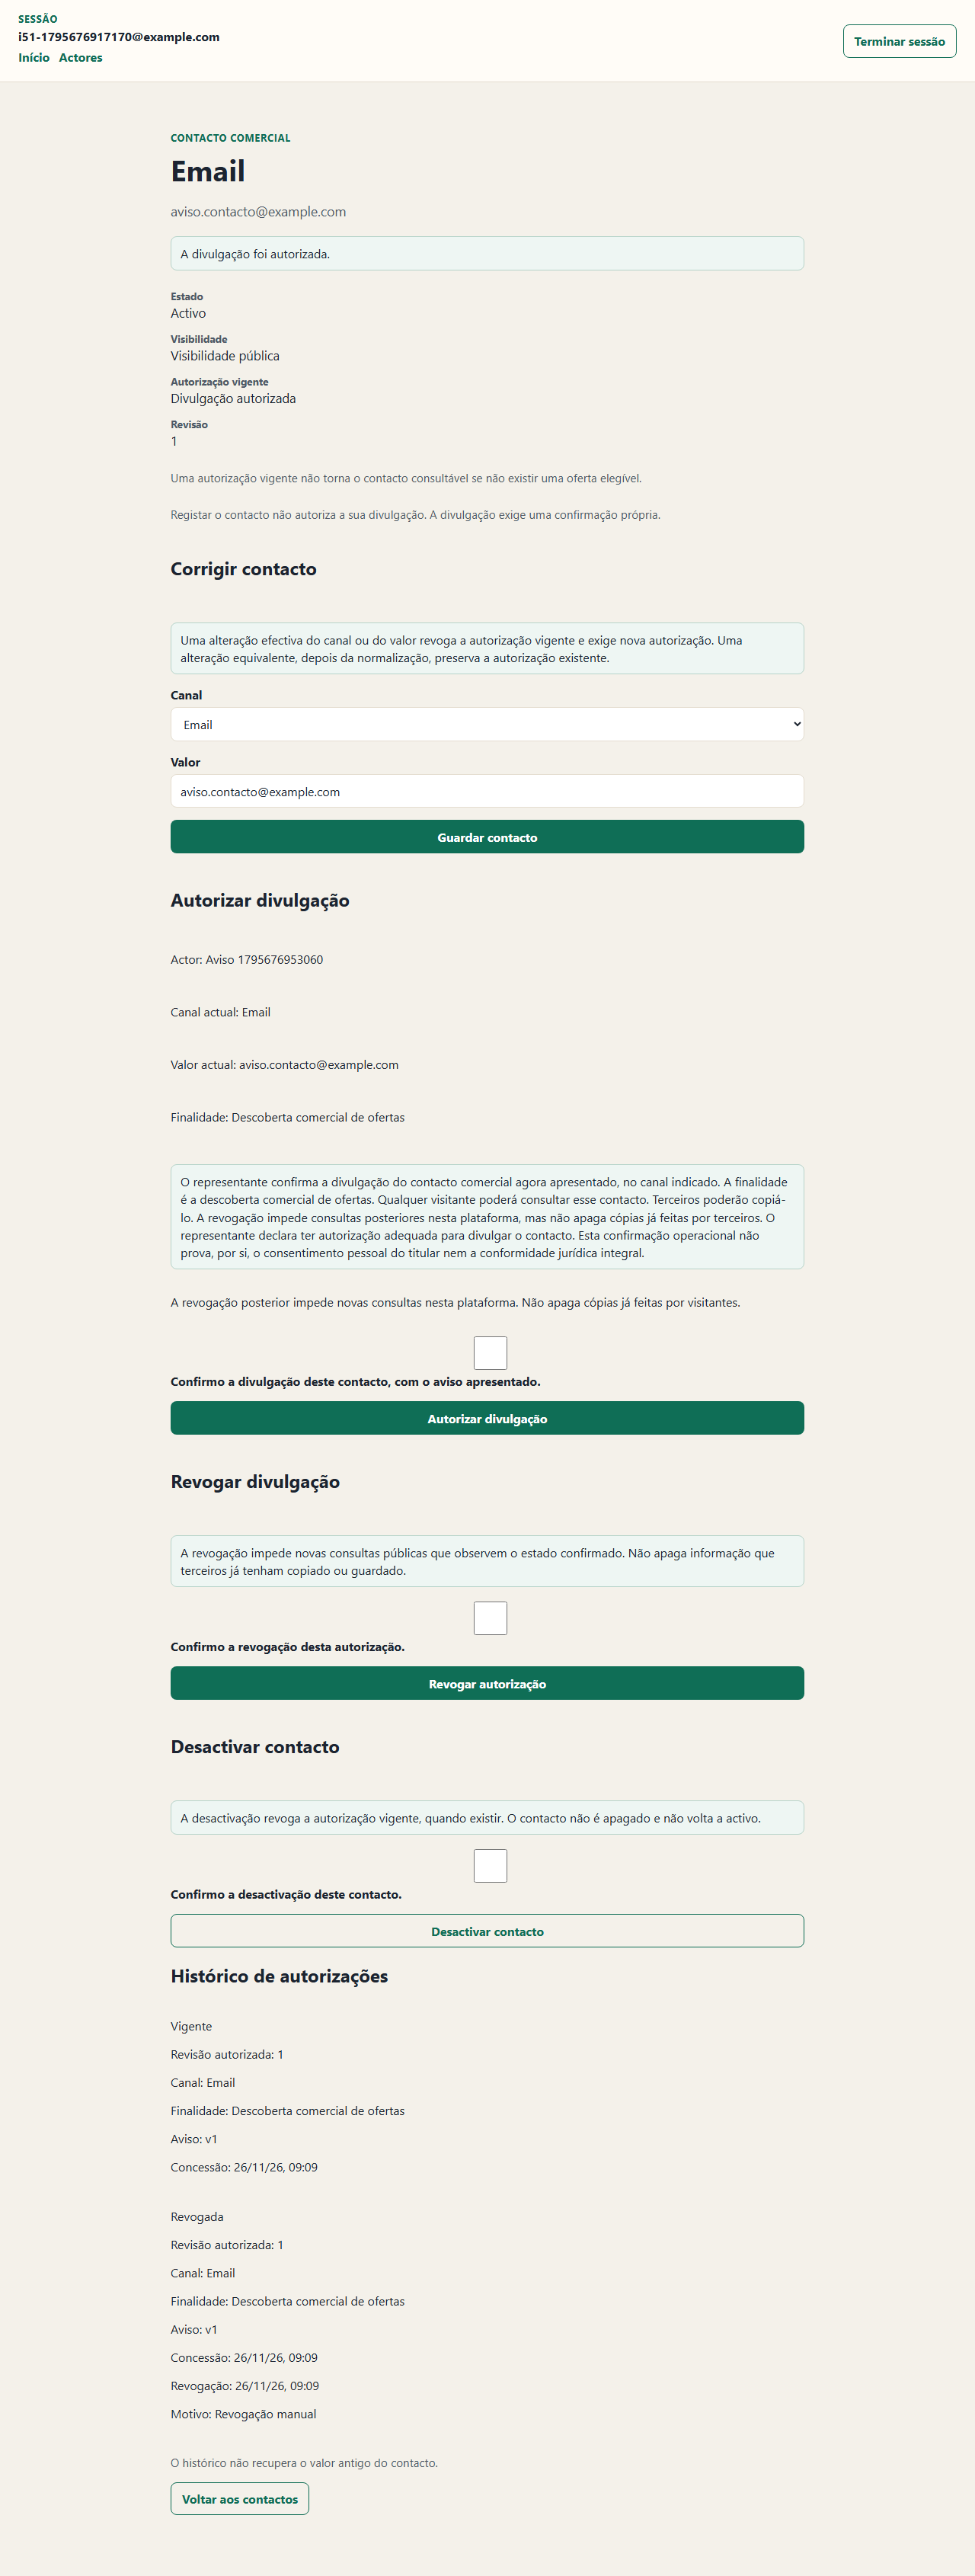 SESSÃO
i51-1795676917170@example.com
Início Actores
Terminar sessão
CONTACTO COMERCIAL
Email
aviso.contacto@example.com
A divulgação foi autorizada.
Estado
Activo
Visibilidade
Visibilidade pública
Autorização vigente
Divulgação autorizada
Revisão
1
Uma autorização vigente não torna o contacto consultável se não existir uma oferta elegível.
Registar o contacto não autoriza a sua divulgação. A divulgação exige uma confirmação própria.
Corrigir contacto
Uma alteração efectiva do canal ou do valor revoga a autorização vigente e exige nova autorização. Uma
alteração equivalente, depois da normalização, preserva a autorização existente.
Canal
Email
Valor
aviso.contacto@example.com
Guardar contacto
Autorizar divulgação
Actor: Aviso 1795676953060
Canal actual: Email
Valor actual: aviso.contacto@example.com
Finalidade: Descoberta comercial de ofertas
O representante confirma a divulgação do contacto comercial agora apresentado, no canal indicado. A finalidade
é a descoberta comercial de ofertas. Qualquer visitante poderá consultar esse contacto. Terceiros poderão copiá-
lo. A revogação impede consultas posteriores nesta plataforma, mas não apaga cópias já feitas por terceiros. O
representante declara ter autorização adequada para divulgar o contacto. Esta confirmação operacional não
prova, por si, o consentimento pessoal do titular nem a conformidade jurídica integral.
A revogação posterior impede novas consultas nesta plataforma. Não apaga cópias já feitas por visitantes.
Confirmo a divulgação deste contacto, com o aviso apresentado.
Autorizar divulgação
Revogar divulgação
A revogação impede novas consultas públicas que observem o estado confirmado. Não apaga informação que
terceiros já tenham copiado ou guardado.
Confirmo a revogação desta autorização.
Revogar autorização
Desactivar contacto
A desactivação revoga a autorização vigente, quando existir. O contacto não é apagado e não volta a activo.
Confirmo a desactivação deste contacto.
Desactivar contacto
Histórico de autorizações
Vigente
Revisão autorizada: 1
Canal: Email
Finalidade: Descoberta comercial de ofertas
Aviso: v1
Concessão: 26/11/26, 09:09
Revogada
Revisão autorizada: 1
Canal: Email
Finalidade: Descoberta comercial de ofertas
Aviso: v1
Concessão: 26/11/26, 09:09
Revogação: 26/11/26, 09:09
Motivo: Revogação manual
O histórico não recupera o valor antigo do contacto.
Voltar aos contactos